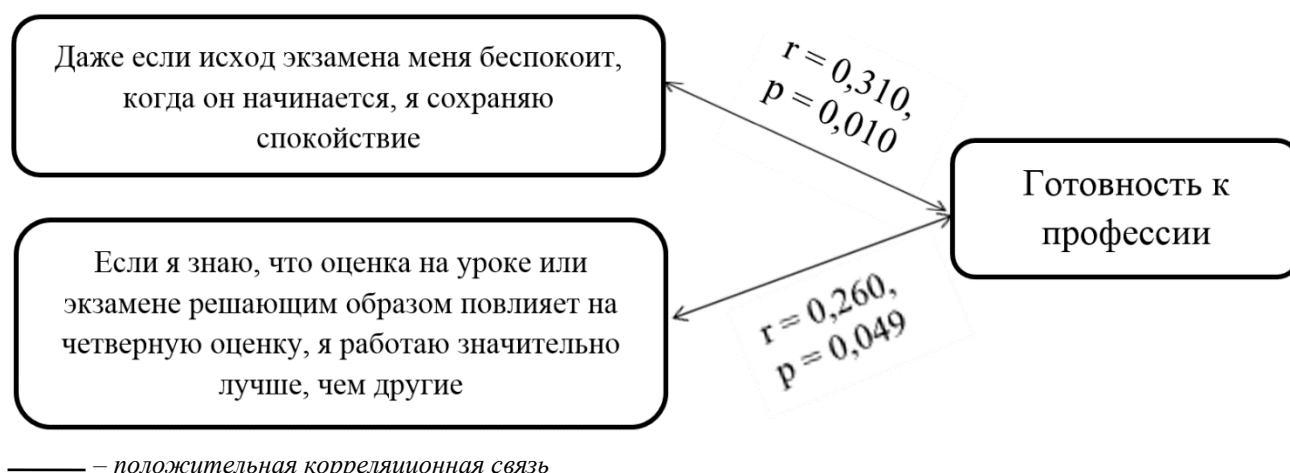 Даже если исход экзамена меня беспокоит,
когда он начинается, я сохраняю
спокойствие
r = 0,310,
p = 0,010
Готовность к
профессии
Если я знаю, что оценка на уроке или
экзамене решающим образом повлияет на
четверную оценку, я работаю значительно
лучше, чем другие
r = 0,260,
p = 0,049
– положительная корреляционная связь